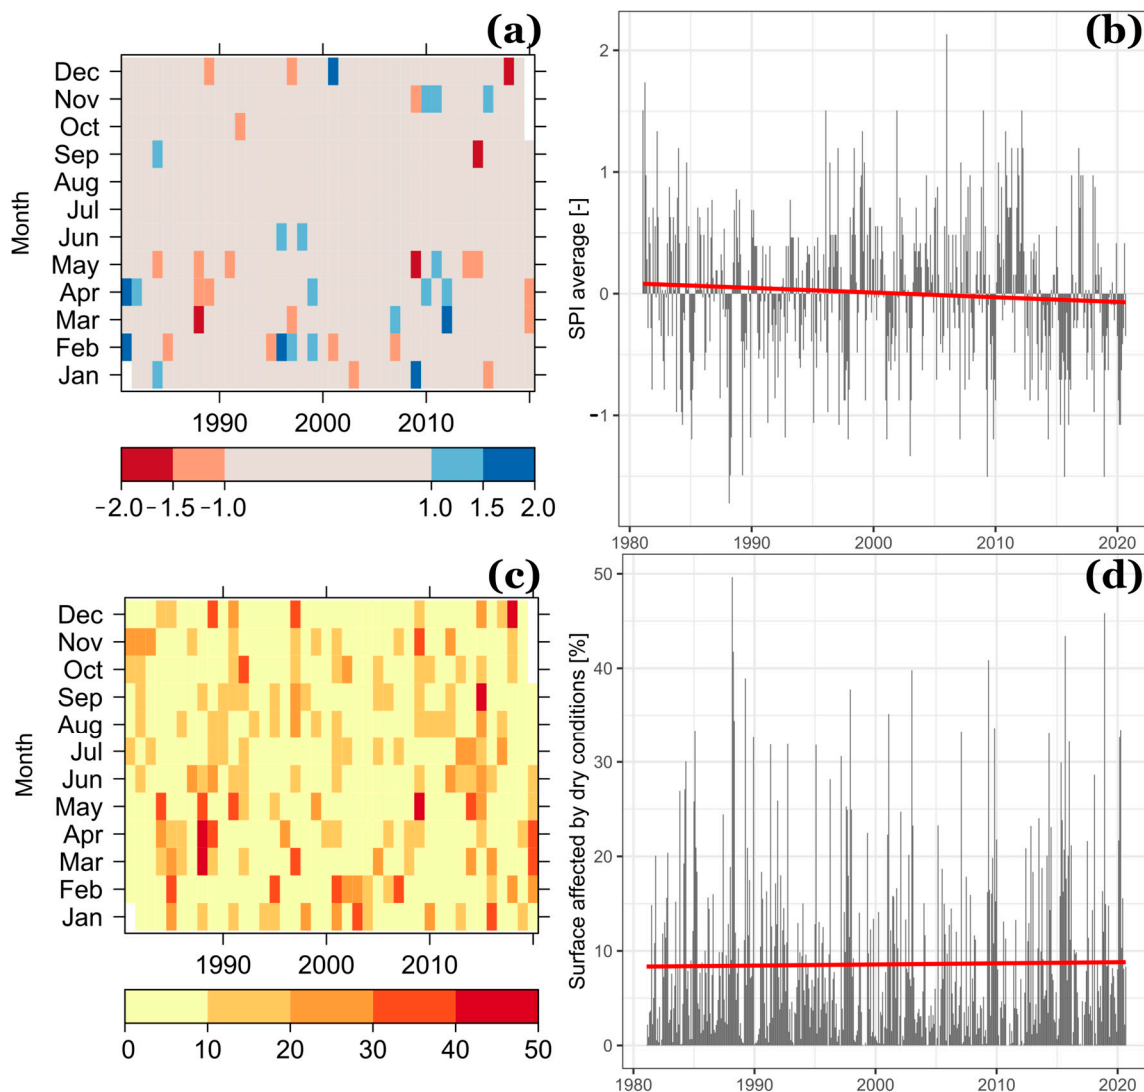 (a)
Month
Dec
Nov
Oct
Sep
Aug
Jul
Jun
May
Apr
Mar
Feb
Jan
1990 2000 2010
-2.0 -1.5 -1.0 1.0 1.5 2.0
(b)
SPI average [-]
2
1
0
-1
1980 1990 2000 2010 2020
(c)
Month
Dec
Nov
Oct
Sep
Aug
Jul
Jun
May
Apr
Mar
Feb
Jan
1990 2000 2010
0 10 20 30 40 50
(d)
Surface affected by dry conditions [%]
50
40
30
20
10
0
1980 1990 2000 2010 2020